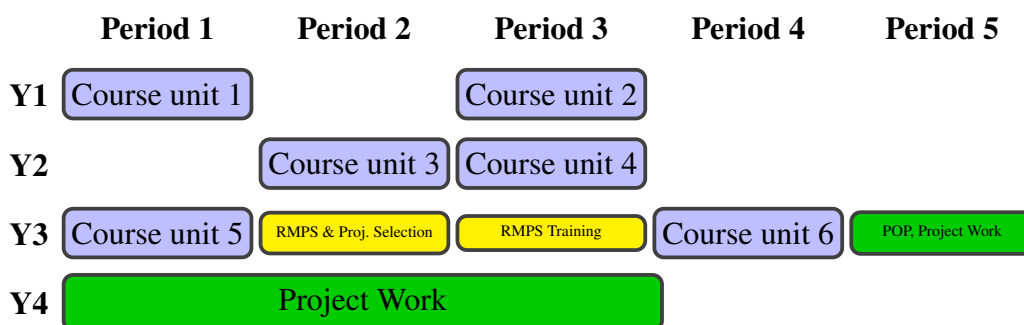 Period 1 Period 2 Period 3 Period 4 Period 5
Y1 Course unit 1 Course unit 2
Y2 Course unit 3 Course unit 4
Y3 Course unit 5 RMPS & Proj. Selection RMPS Training Course unit 6 POP, Project Work
Y4 Project Work